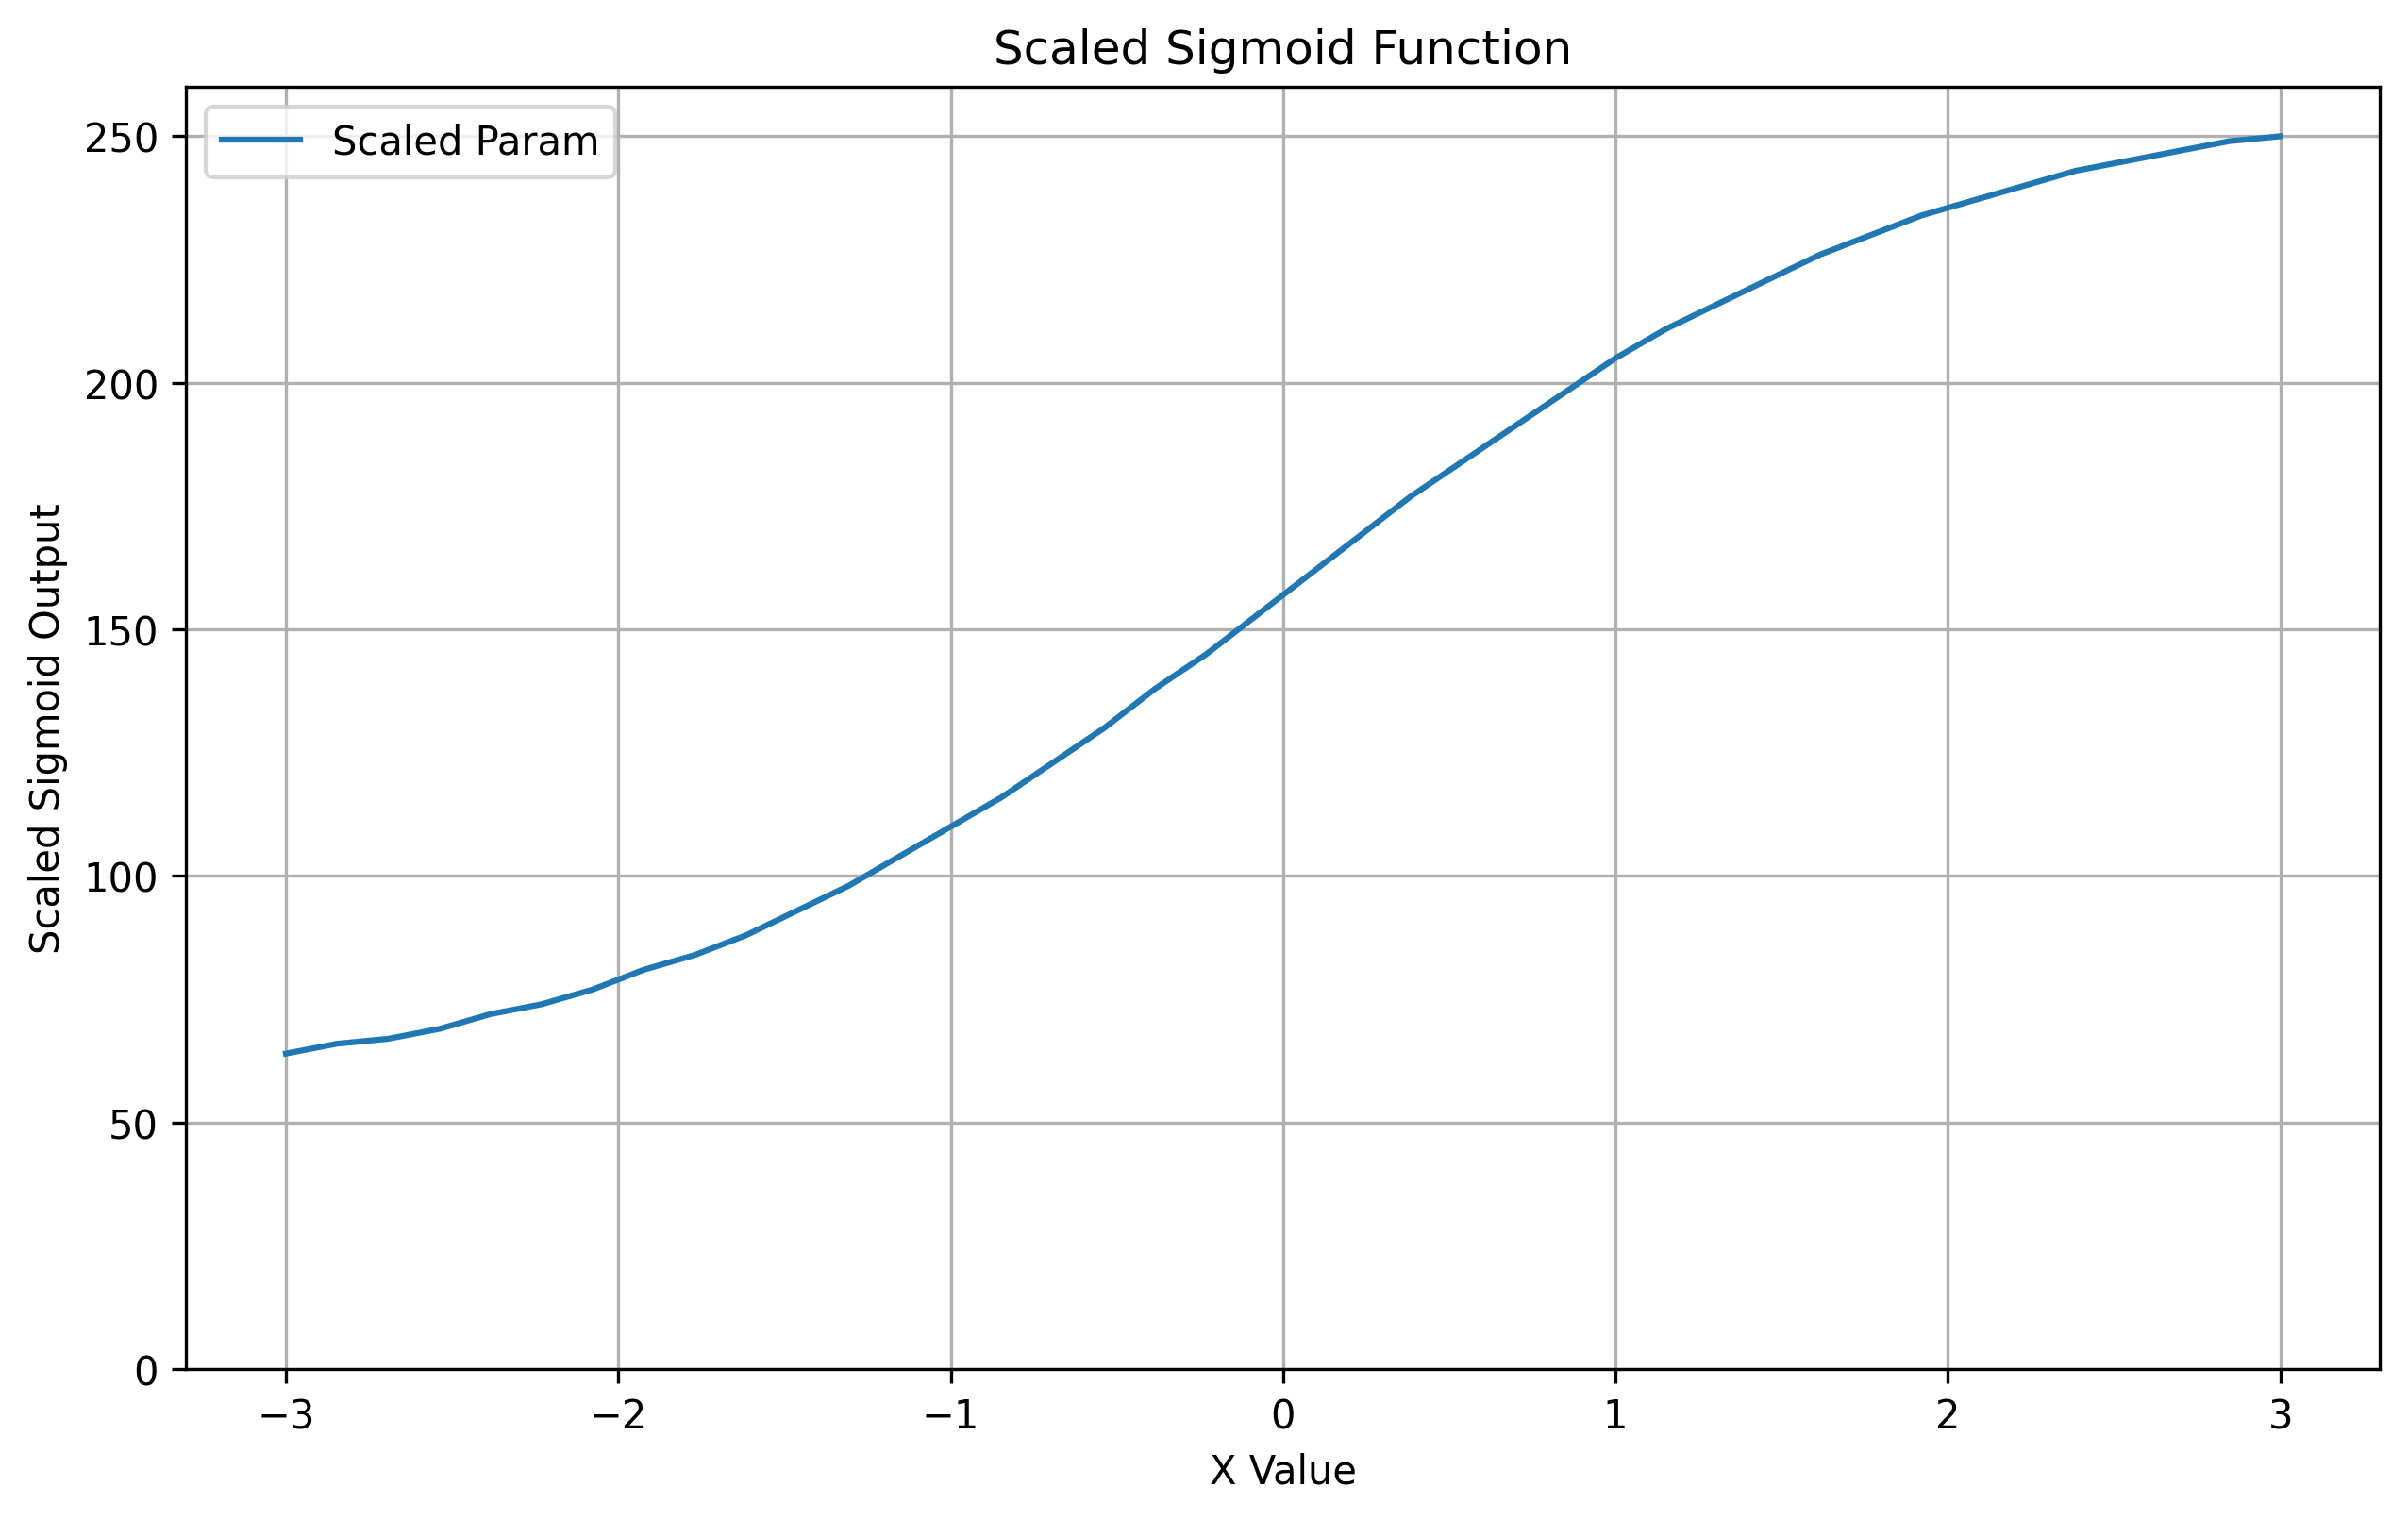 Scaled Sigmoid Function
Scaled Param
Scaled Sigmoid Output
250
200
150
100
50
0
−3 −2 −1 0 1 2 3
X Value